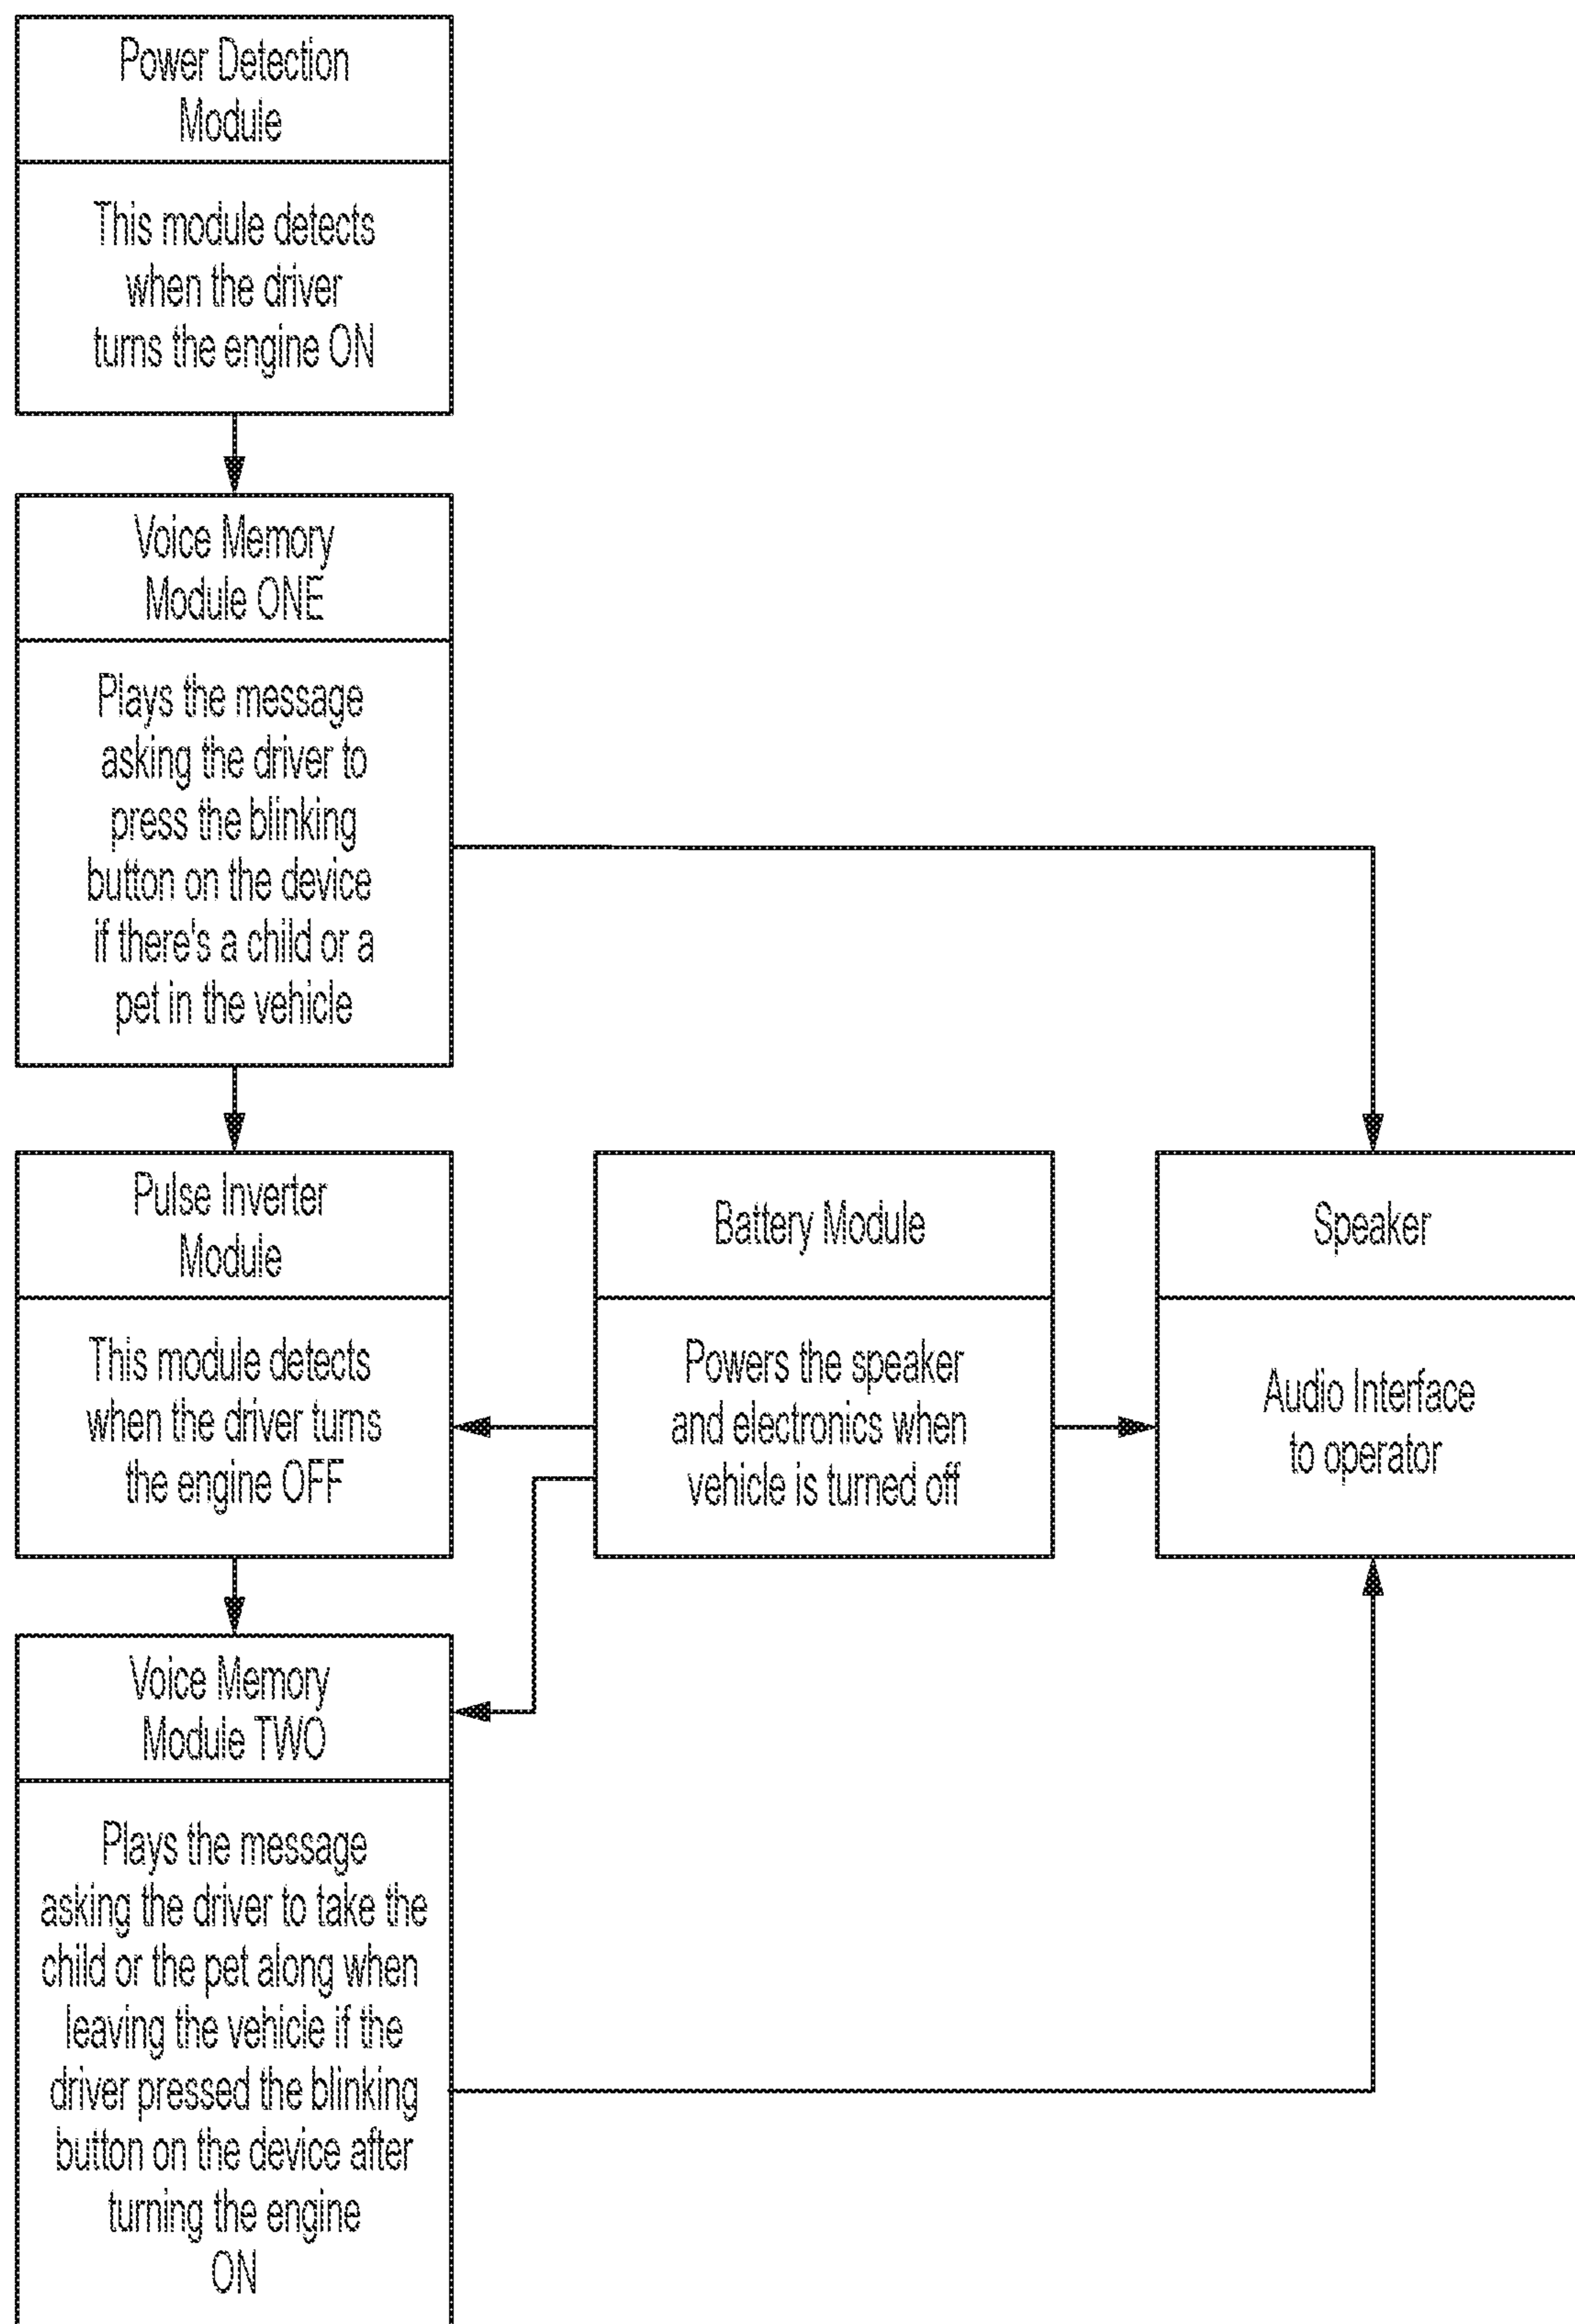 Power Detection
Module
This module detects
when the driver
turns the engine ON
Voice Memory
Module ONE
Plays the message
asking the driver to
press the blinking
button on the device
if there's a child or a
pet in the vehicle
Pulse Inverter
Module
This module detects
when the driver turns
the engine OFF
Battery Module
Powers the speaker
and electronics when
vehicle is turned off
Speaker
Audio Interface
to operator
Voice Memory
Module TWO
Plays the message
asking the driver to take the
child or the pet along when
leaving the vehicle if the
driver pressed the blinking
button on the device after
turning the engine
ON